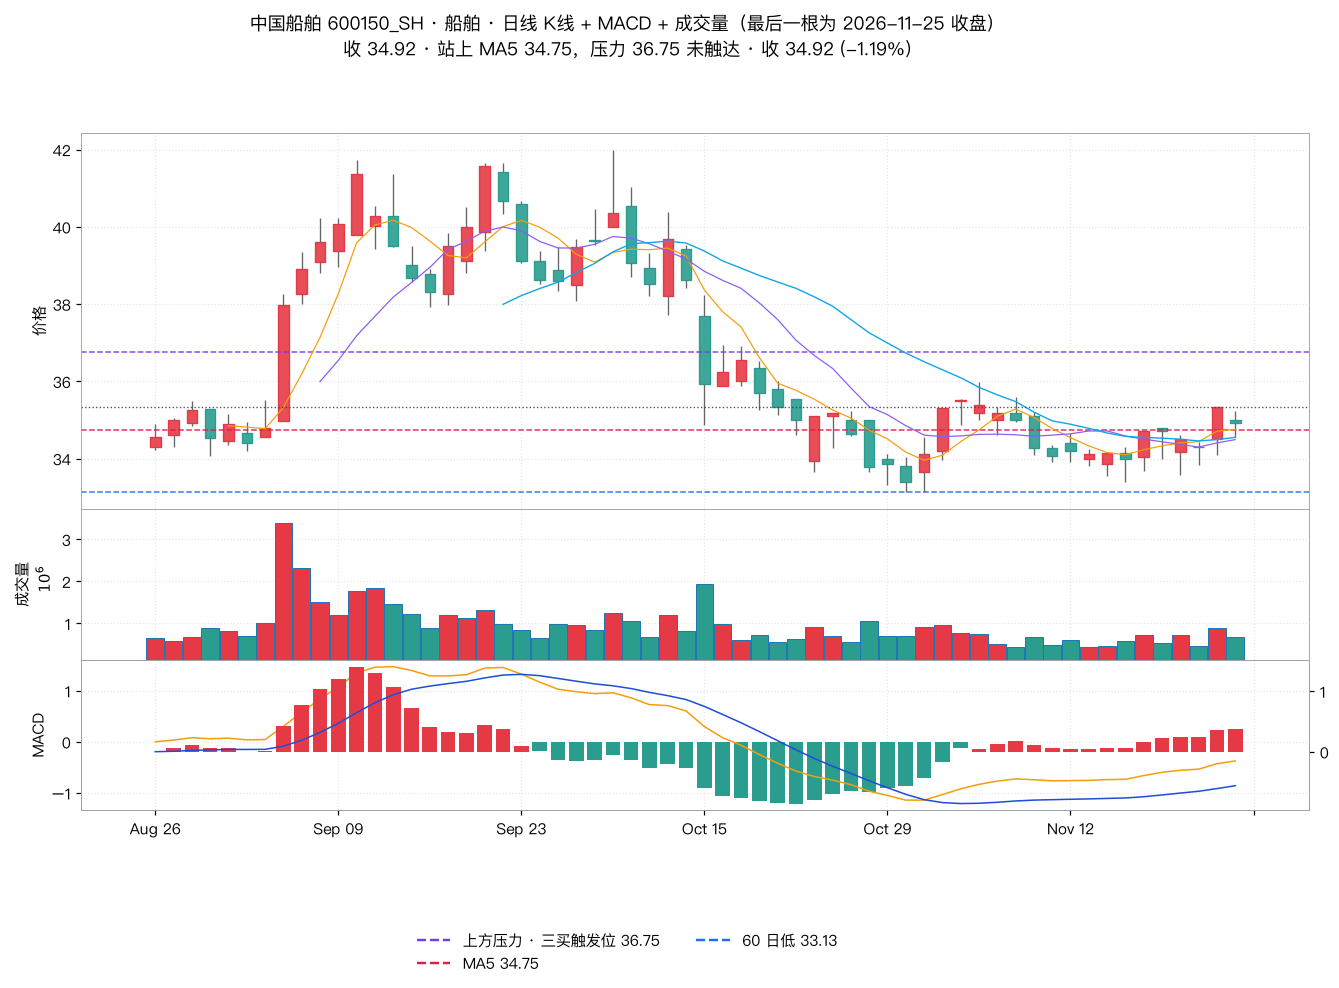 中国船舶 600150_SH · 船舶 · 日线 K线 + MACD + 成交量（最后一根为 2026–11–25 收盘）
收 34.92 · 站上 MA5 34.75，压力 36.75 未触达 · 收 34.92 (–1.19%)
42
40
38
36
34
价格
3
2
1
成交量
10⁶
1
0
−1
MACD
1
0
Aug 26
Sep 09
Sep 23
Oct 15
Oct 29
Nov 12
上方压力 · 三买触发位 36.75
60 日低 33.13
MA5 34.75